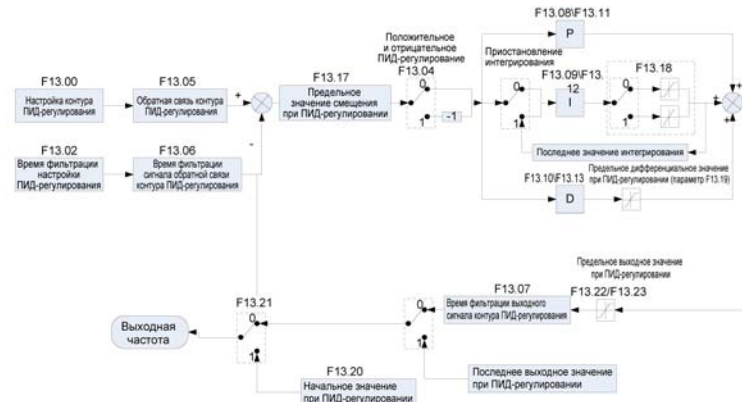 F13.08\F13.11
P
Положительное
и отрицательное
ПИД-регулирование
F13.04
0
1
-1
Приостановление
интегрирования
0
1
F13.09\F13.
12
I
F13.18
0
1
+
+
+
F13.00
Настройка контура
ПИД-регулирования
F13.05
Обратная связь контура
ПИД-регулирования
+
-
F13.17
Предельное
значение смещения
при ПИД-регулировании
F13.02
Время фильтрации
настройки
ПИД-регулирования
F13.06
Время фильтрации
сигнала обратной связи
контура ПИД-регулирования
Последнее значение интегрирования
F13.10\F13.13
D
Предельное дифференциальное значение
при ПИД-регулировании (параметр F13.19)
Предельное выходное значение
при ПИД-регулировании
F13.22/F13.23
F13.07
Время фильтрации выходного
сигнала контура ПИД-регулирования
0
1
F13.21
0
1
Выходная
частота
F13.20
Начальное значение
при ПИД-регулировании
Последнее выходное значение
при ПИД-регулировании